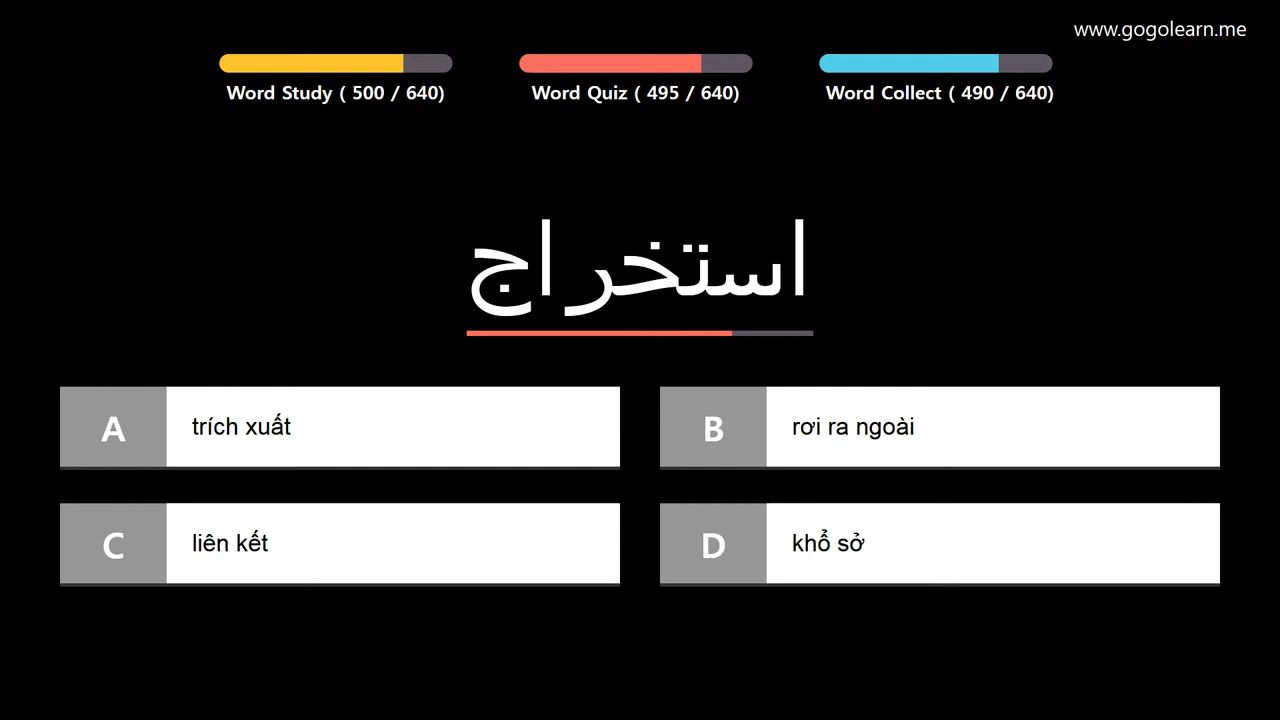 www.gogolearn.me
Word Study ( 500 / 640)
Word Quiz ( 495 / 640)
Word Collect ( 490 / 640)
استخراج
A
trích xuất
B
rơi ra ngoài
C
liên kết
D
khổ sở